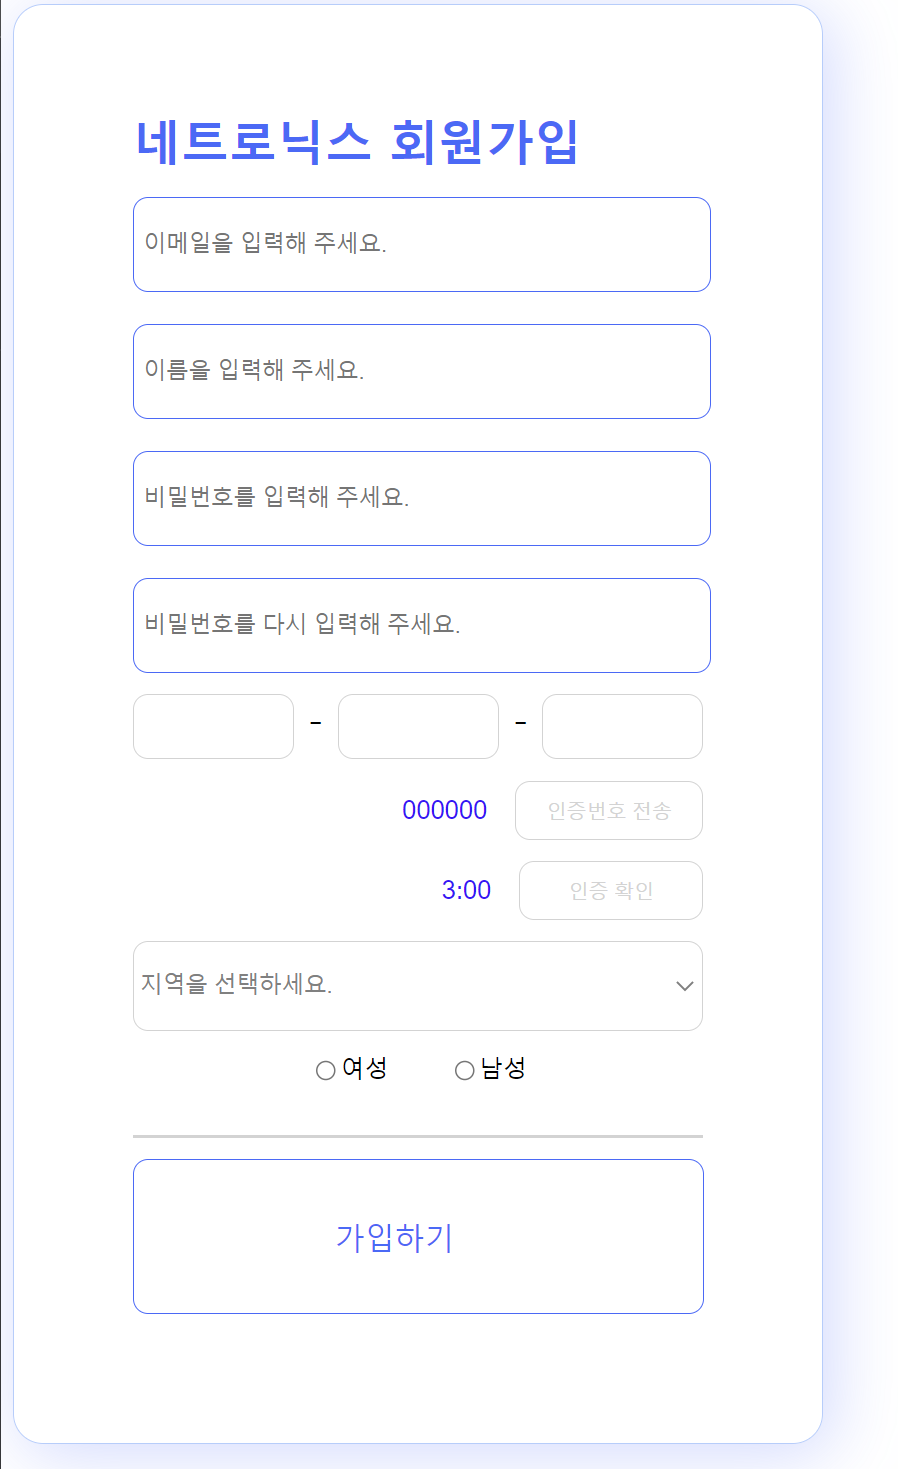 네트로닉스 회원가입
이메일을 입력해 주세요.
이름을 입력해 주세요.
비밀번호를 입력해 주세요.
비밀번호를 다시 입력해 주세요.
- -
000000 인증번호 전송
3:00 인증 확인
지역을 선택하세요.
여성 남성
가입하기